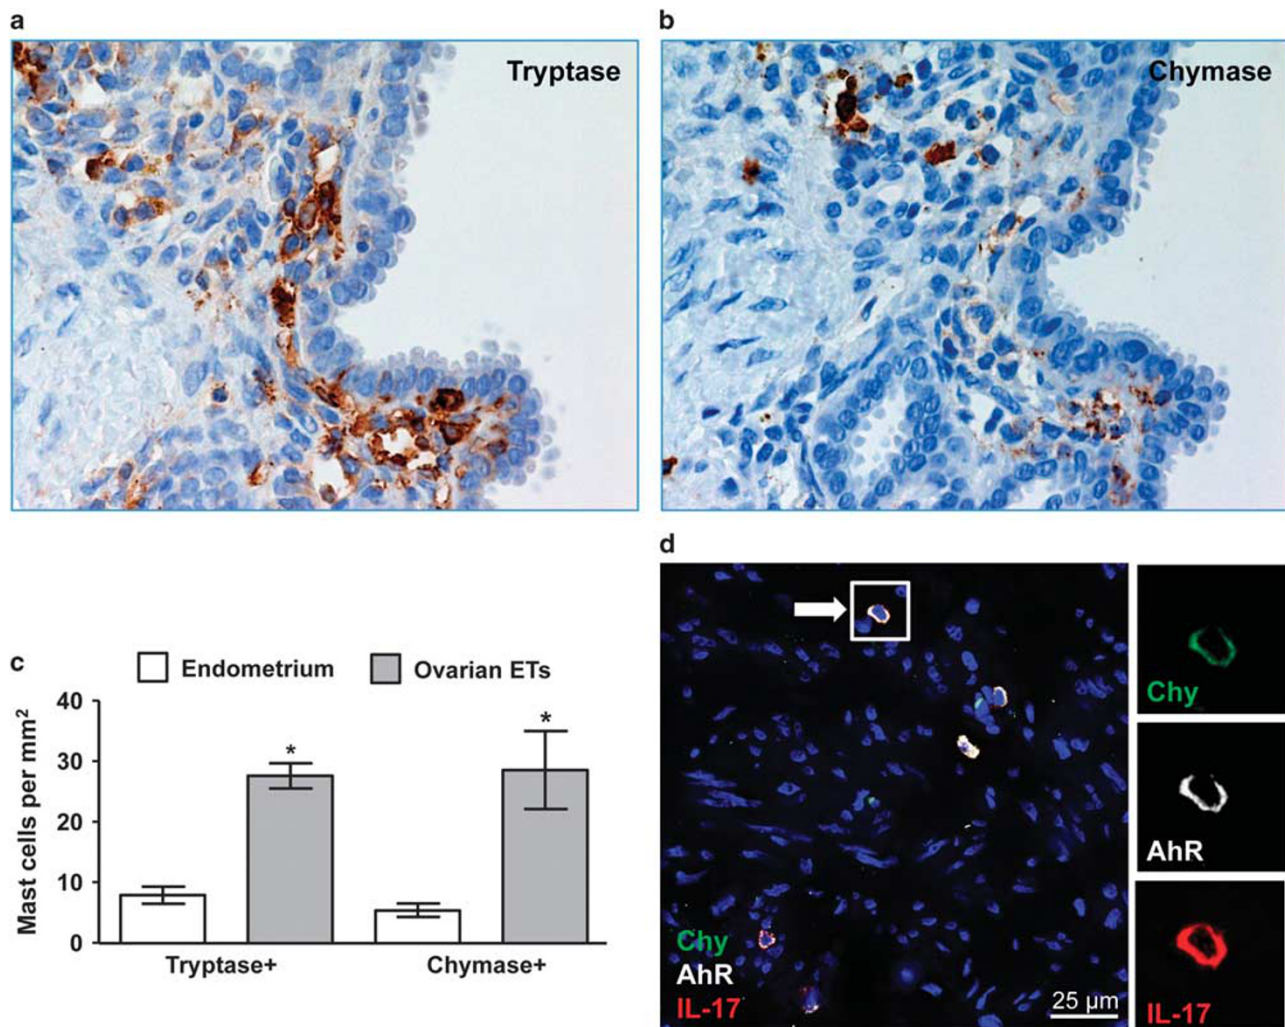 a
b
Tryptase
Chymase
c
Endometrium
Ovarian ETs
Mast cells per mm²
40
30
20
10
0
*
*
Tryptase+
Chymase+
d
Chy
AhR
IL-17
25 μm
Chy
AhR
IL-17